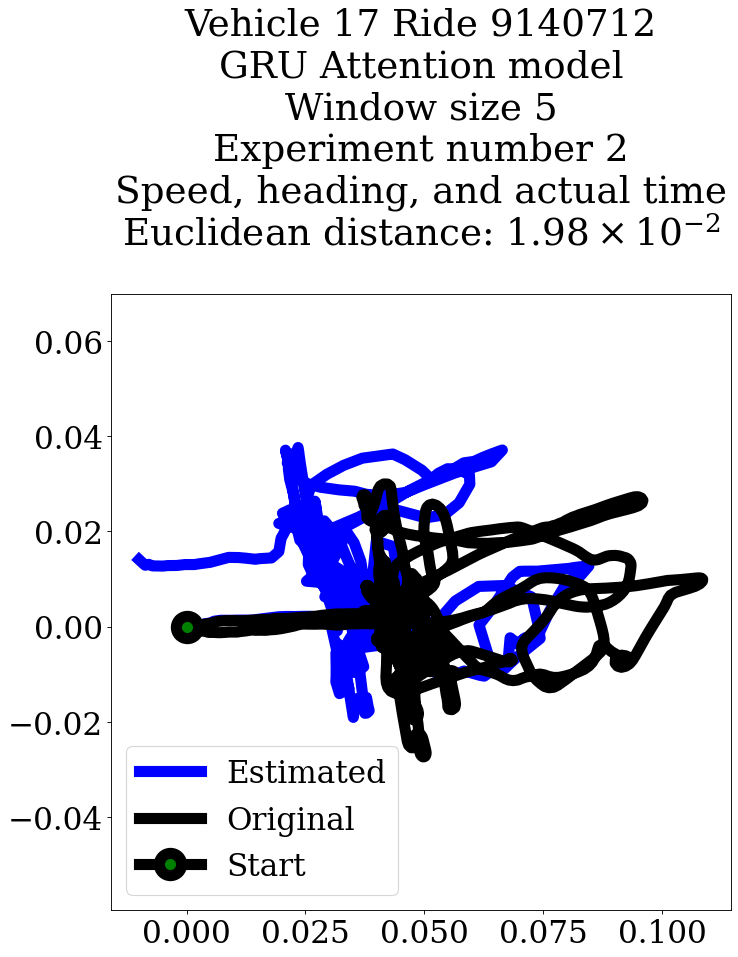 Vehicle 17 Ride 9140712
GRU Attention model
Window size 5
Experiment number 2
Speed, heading, and actual time
Euclidean distance: 1.98 × 10⁻²
0.06
0.04
0.02
0.00
−0.02
−0.04
Estimated
Original
Start
0.000 0.025 0.050 0.075 0.100